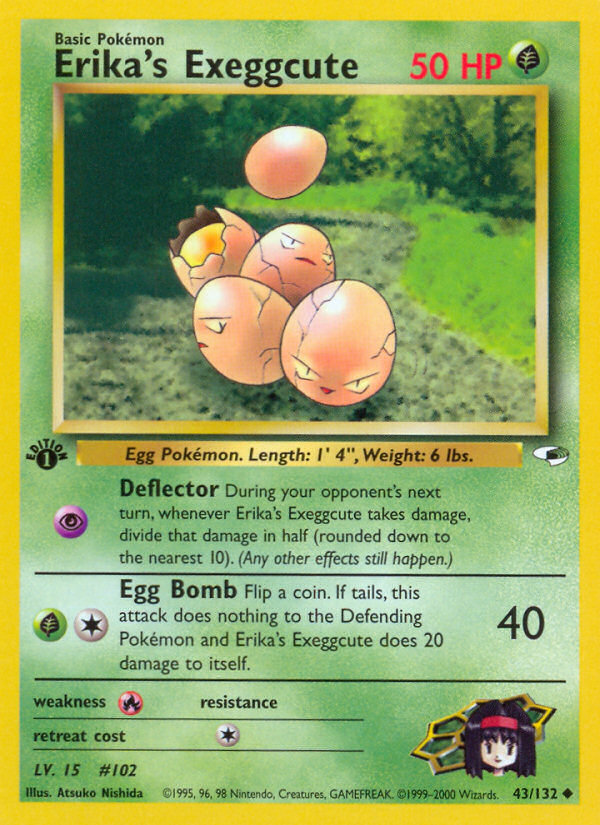 Basic Pokémon
Erika's Exeggcute 50 HP
EDITION 1
Egg Pokémon. Length: 1' 4", Weight: 6 lbs.
Deflector During your opponent's next
turn, whenever Erika's Exeggcute takes damage,
divide that damage in half (rounded down to
the nearest 10). (Any other effects still happen.)
Egg Bomb Flip a coin. If tails, this
attack does nothing to the Defending
Pokémon and Erika's Exeggcute does 20
damage to itself.
40
weakness resistance
retreat cost
LV. 15 #102
Illus. Atsuko Nishida ©1995, 96, 98 Nintendo, Creatures, GAMEFREAK. ©1999-2000 Wizards. 43/132